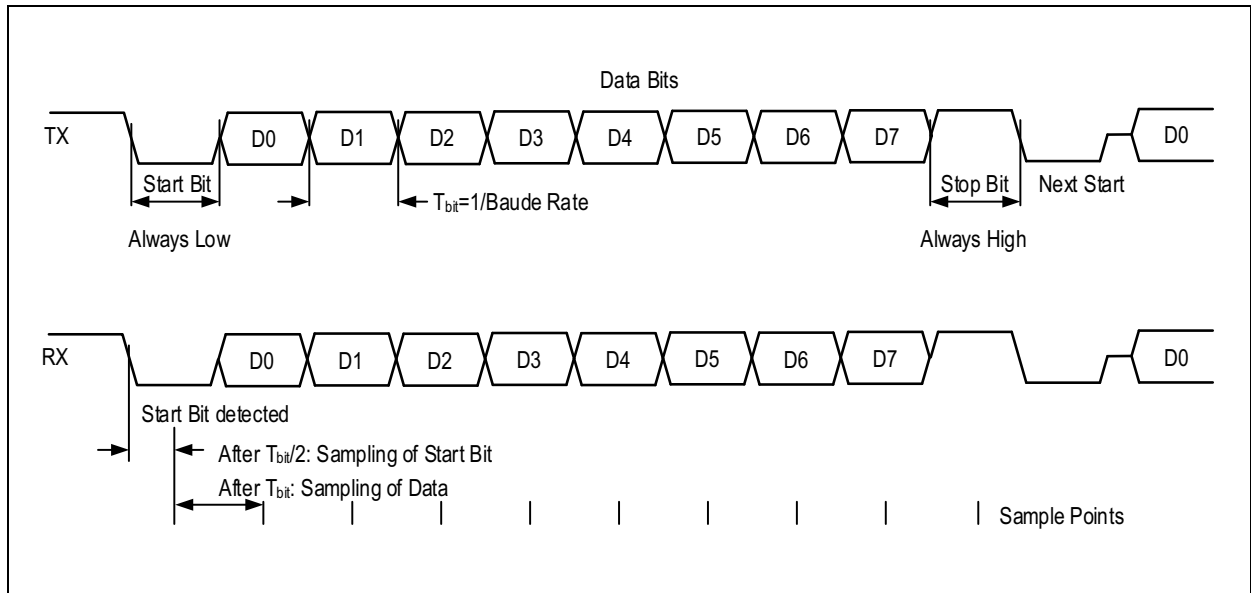 Data Bits
TX D0 D1 D2 D3 D4 D5 D6 D7 D0
Start Bit Stop Bit Next Start
Tbit=1/Baude Rate
Always Low Always High
RX D0 D1 D2 D3 D4 D5 D6 D7 D0
Start Bit detected
After Tbit/2: Sampling of Start Bit
After Tbit: Sampling of Data
Sample Points